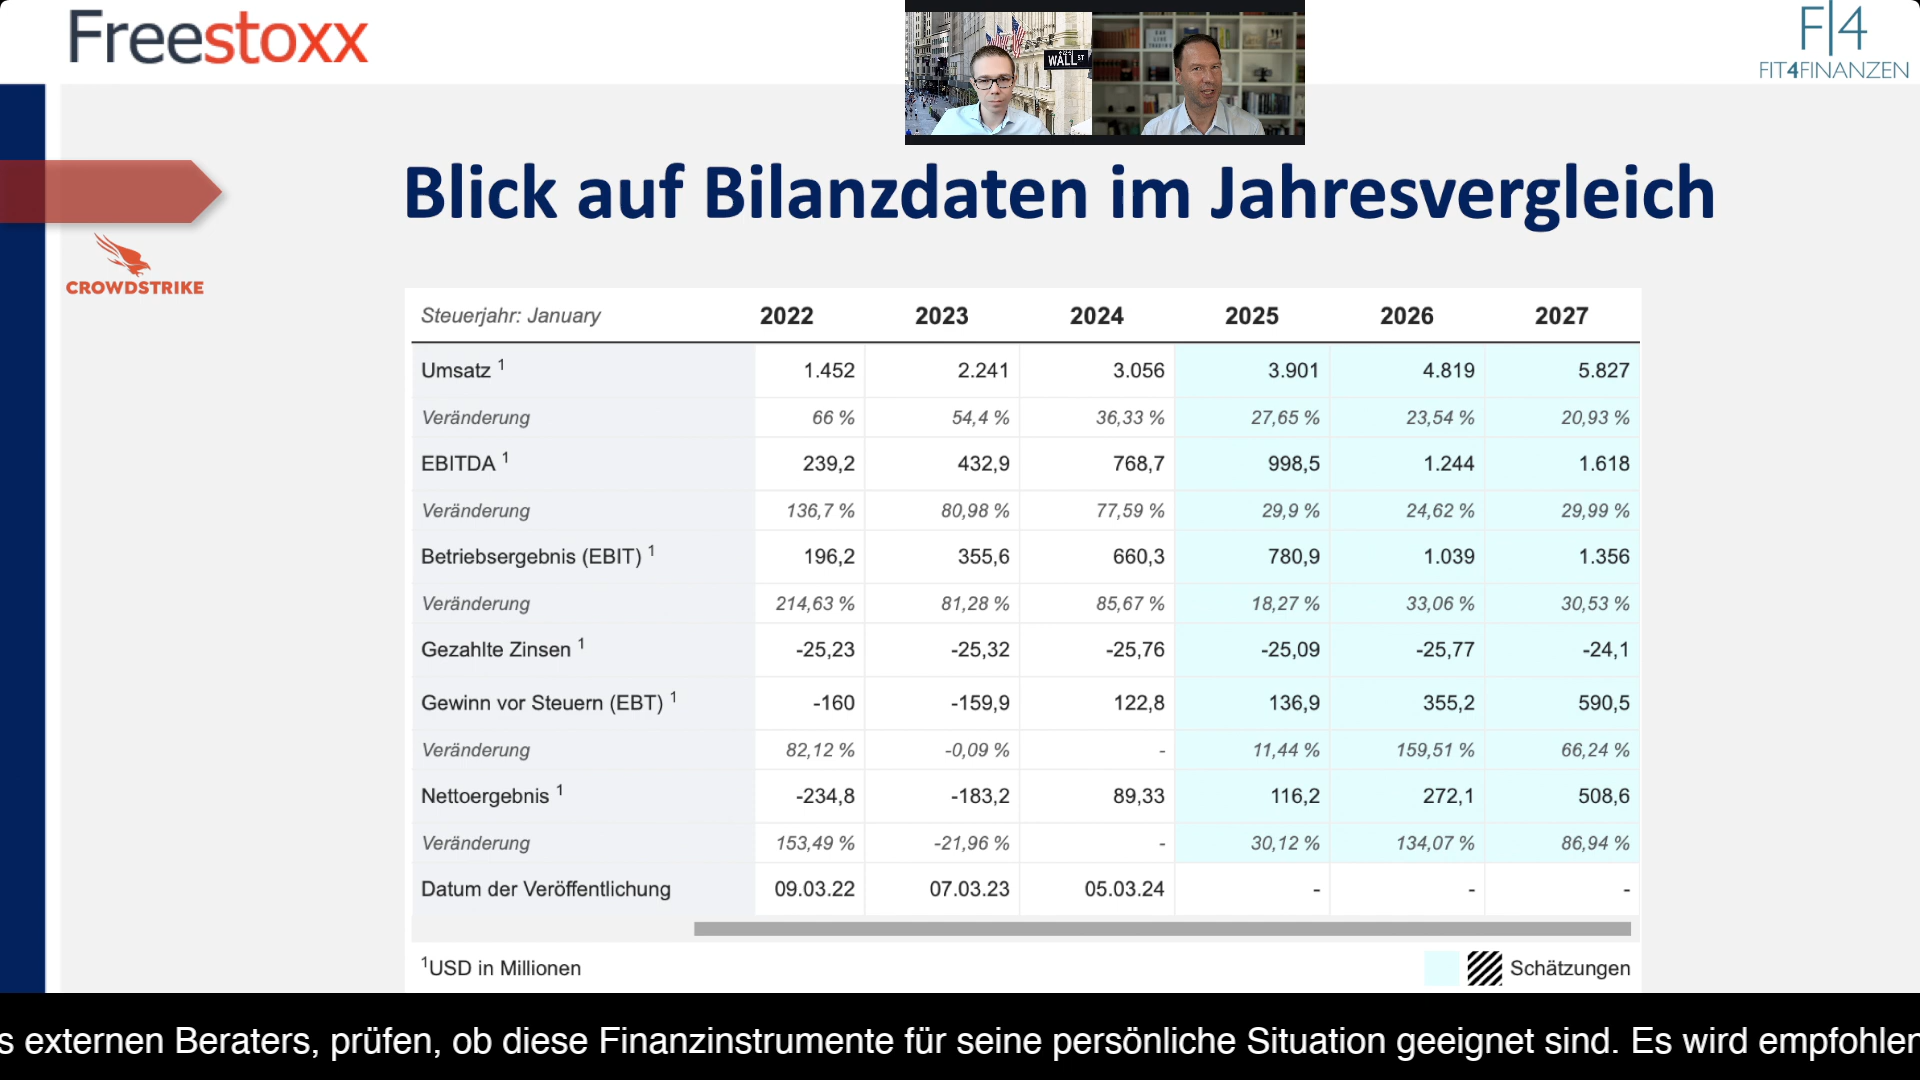 Freestoxx
WALL ST
F|4
FIT4FINANZEN
Blick auf Bilanzdaten im Jahresvergleich
CROWDSTRIKE
Steuerjahr: January 2022 2023 2024 2025 2026 2027
Umsatz 1 1.452 2.241 3.056 3.901 4.819 5.827
Veränderung 66 % 54,4 % 36,33 % 27,65 % 23,54 % 20,93 %
EBITDA 1 239,2 432,9 768,7 998,5 1.244 1.618
Veränderung 136,7 % 80,98 % 77,59 % 29,9 % 24,62 % 29,99 %
Betriebsergebnis (EBIT) 1 196,2 355,6 660,3 780,9 1.039 1.356
Veränderung 214,63 % 81,28 % 85,67 % 18,27 % 33,06 % 30,53 %
Gezahlte Zinsen 1 -25,23 -25,32 -25,76 -25,09 -25,77 -24,1
Gewinn vor Steuern (EBT) 1 -160 -159,9 122,8 136,9 355,2 590,5
Veränderung 82,12 % -0,09 % - 11,44 % 159,51 % 66,24 %
Nettoergebnis 1 -234,8 -183,2 89,33 116,2 272,1 508,6
Veränderung 153,49 % -21,96 % - 30,12 % 134,07 % 86,94 %
Datum der Veröffentlichung 09.03.22 07.03.23 05.03.24 - - -
1USD in Millionen Schätzungen
s externen Beraters, prüfen, ob diese Finanzinstrumente für seine persönliche Situation geeignet sind. Es wird empfohlen